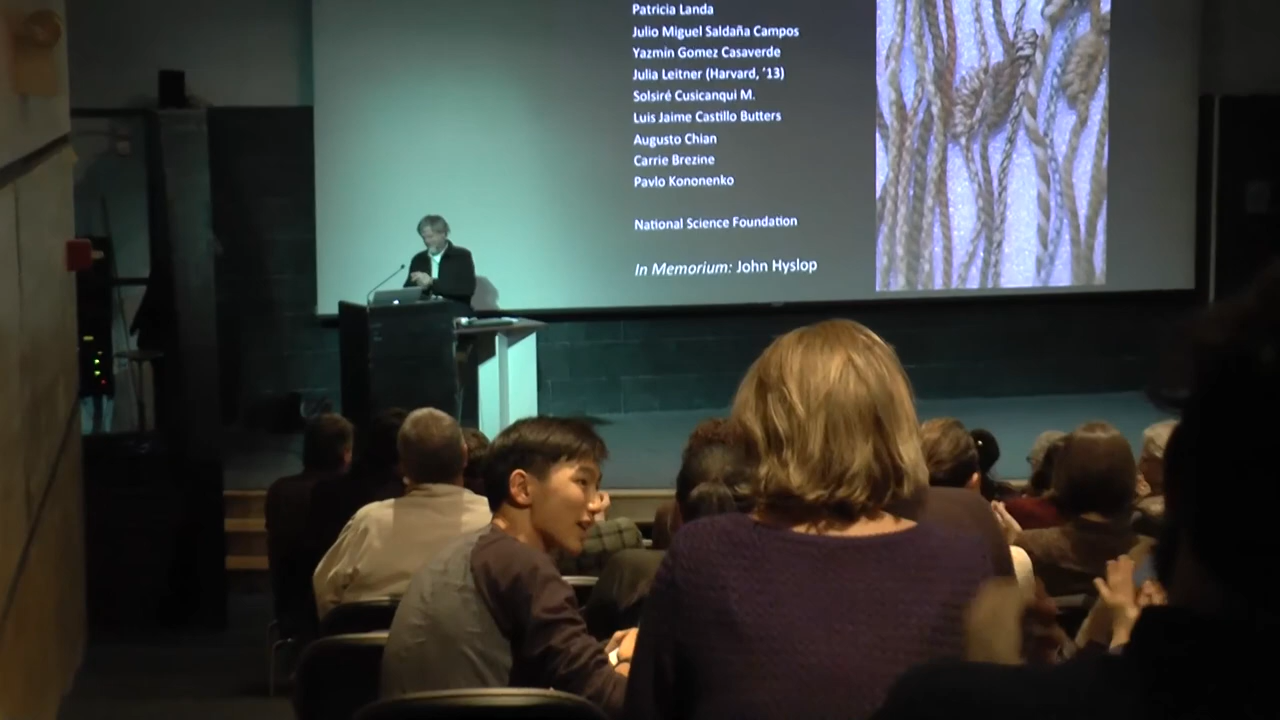 Patricia Landa
Julio Miguel Saldaña Campos
Yazmín Gomez Casaverde
Julia Leitner (Harvard, ’13)
Solsiré Cusicanqui M.
Luis Jaime Castillo Butters
Augusto Chian
Carrie Brezine
Pavlo Kononenko
National Science Foundation
In Memorium: John Hyslop